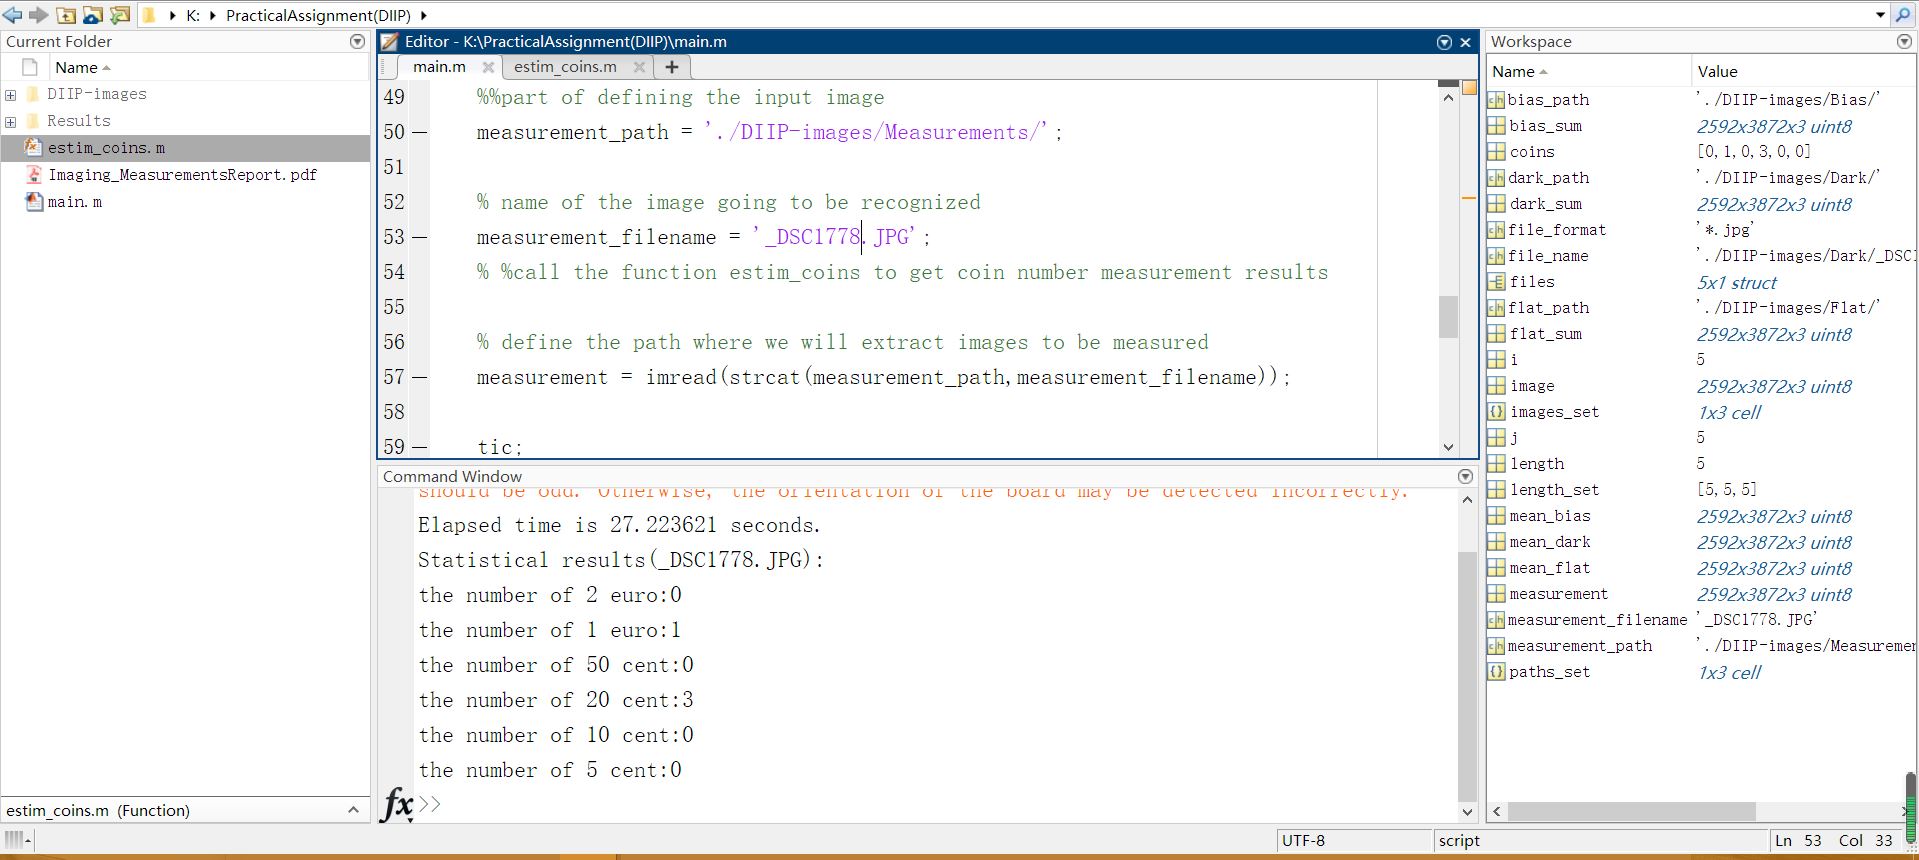 K: PracticalAssignment(DIIP)
Current Folder
Name
DIIP-images
Results
estim_coins.m
Imaging_MeasurementsReport.pdf
main.m
estim_coins.m (Function)
Editor - K:\PracticalAssignment(DIIP)\main.m
main.m
estim_coins.m
49 %%part of defining the input image
50 measurement_path = './DIIP-images/Measurements/';
51
52 % name of the image going to be recognized
53 measurement_filename = '_DSC1778.JPG';
54 % %call the function estim_coins to get coin number measurement results
55
56 % define the path where we will extract images to be measured
57 measurement = imread(strcat(measurement_path,measurement_filename));
58
59 tic;
Command Window
should be odd. Otherwise, the orientation of the board may be detected incorrectly.
Elapsed time is 27.223621 seconds.
Statistical results(_DSC1778.JPG):
the number of 2 euro:0
the number of 1 euro:1
the number of 50 cent:0
the number of 20 cent:3
the number of 10 cent:0
the number of 5 cent:0
fx >>
Workspace
Name Value
bias_path './DIIP-images/Bias/'
bias_sum 2592x3872x3 uint8
coins [0,1,0,3,0,0]
dark_path './DIIP-images/Dark/'
dark_sum 2592x3872x3 uint8
file_format '*.jpg'
file_name './DIIP-images/Dark/_DSC1
files 5x1 struct
flat_path './DIIP-images/Flat/'
flat_sum 2592x3872x3 uint8
i 5
image 2592x3872x3 uint8
images_set 1x3 cell
j 5
length 5
length_set [5,5,5]
mean_bias 2592x3872x3 uint8
mean_dark 2592x3872x3 uint8
mean_flat 2592x3872x3 uint8
measurement 2592x3872x3 uint8
measurement_filename '_DSC1778.JPG'
measurement_path './DIIP-images/Measuremen
paths_set 1x3 cell
UTF-8 script Ln 53 Col 33